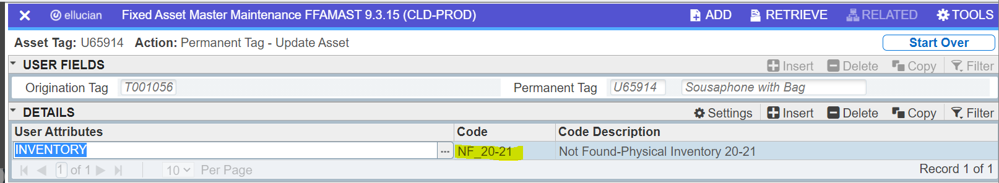 ellucian Fixed Asset Master Maintenance FFAMAST 9.3.15 (CLD-PROD) ADD RETRIEVE RELATED TOOLS
Asset Tag: U65914 Action: Permanent Tag - Update Asset Start Over
USER FIELDS Insert Delete Copy Filter
Origination Tag T001056 Permanent Tag U65914 Sousaphone with Bag
DETAILS Settings Insert Delete Copy Filter
User Attributes Code Code Description
INVENTORY ... NF_20-21 Not Found-Physical Inventory 20-21
1 of 1 10 Per Page Record 1 of 1